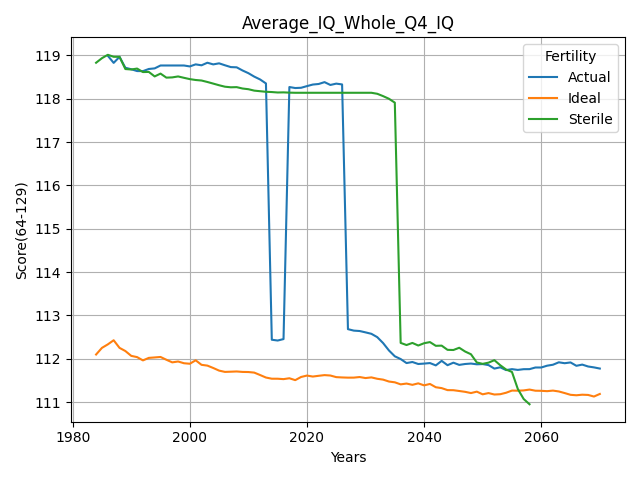 Average_IQ_Whole_Q4_IQ
Score(64-129)
119
118
117
116
115
114
113
112
111
Fertility
Actual
Ideal
Sterile
1980
2000
2020
2040
2060
Years